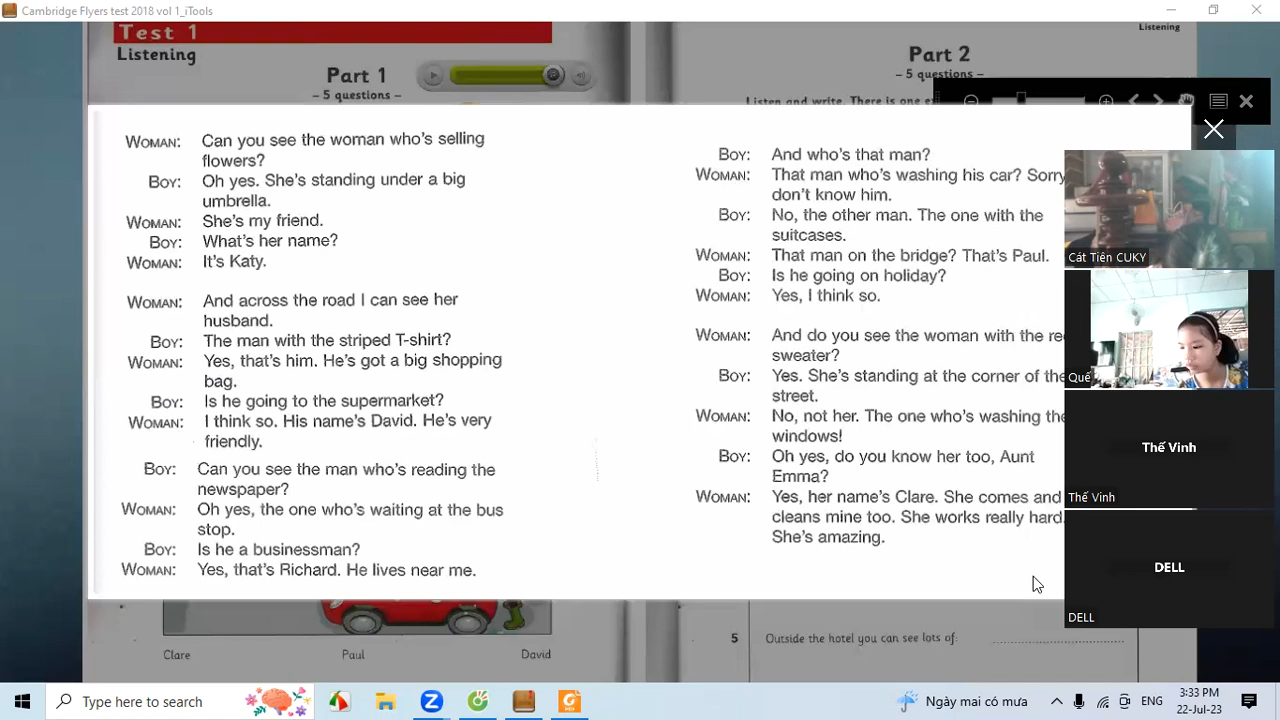 Cambridge Flyers test 2018 vol 1_iTools
Test 1
Listening
Part 1
– 5 questions –
Listening
Part 2
– 5 questions –
Listen and write. There is one
WOMAN: Can you see the woman who's selling
flowers?
BOY: Oh yes. She's standing under a big
umbrella.
WOMAN: She's my friend.
BOY: What's her name?
WOMAN: It's Katy.
WOMAN: And across the road I can see her
husband.
BOY: The man with the striped T-shirt?
WOMAN: Yes, that's him. He's got a big shopping
bag.
BOY: Is he going to the supermarket?
WOMAN: I think so. His name's David. He's very
friendly.
BOY: Can you see the man who's reading the
newspaper?
WOMAN: Oh yes, the one who's waiting at the bus
stop.
BOY: Is he a businessman?
WOMAN: Yes, that's Richard. He lives near me.
BOY: And who's that man?
WOMAN: That man who's washing his car? Sorry
don't know him.
BOY: No, the other man. The one with the
suitcases.
WOMAN: That man on the bridge? That's Paul.
BOY: Is he going on holiday?
WOMAN: Yes, I think so.
WOMAN: And do you see the woman with the re
sweater?
BOY: Yes. She's standing at the corner of the
street.
WOMAN: No, not her. The one who's washing the
windows!
BOY: Oh yes, do you know her too, Aunt
Emma?
WOMAN: Yes, her name's Clare. She comes and
cleans mine too. She works really hard.
She's amazing.
Cát Tiên CUKY
Quế
Thế Vinh
Thế Vinh
DELL
DELL
Clare Paul David
5 Outside the hotel you can see lots of:
Type here to search
Ngày mai có mưa
ENG
3:33 PM
22-Jul-23